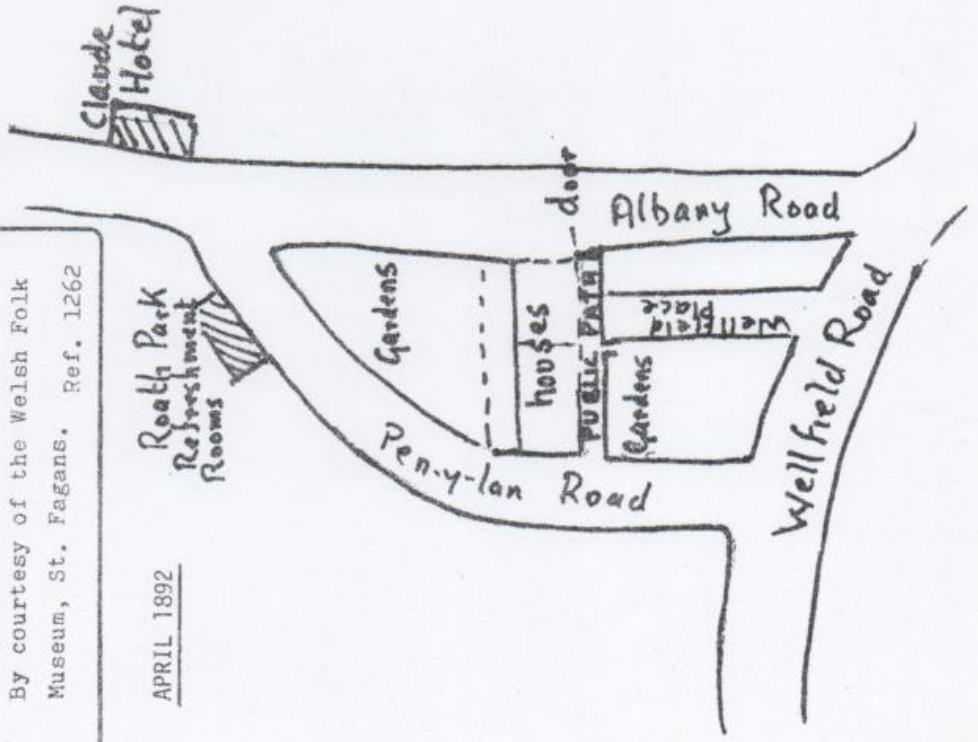 By courtesy of the Welsh Folk
Museum, St. Fagans. Ref. 1262
APRIL 1892
Claude
Hotel
Roath Park
Refreshment
Rooms
door
Albany Road
Gardens
houses
PUBLIC PATH
Wellfield
Place
Gardens
Pen-y-lan Road
Wellfield Road